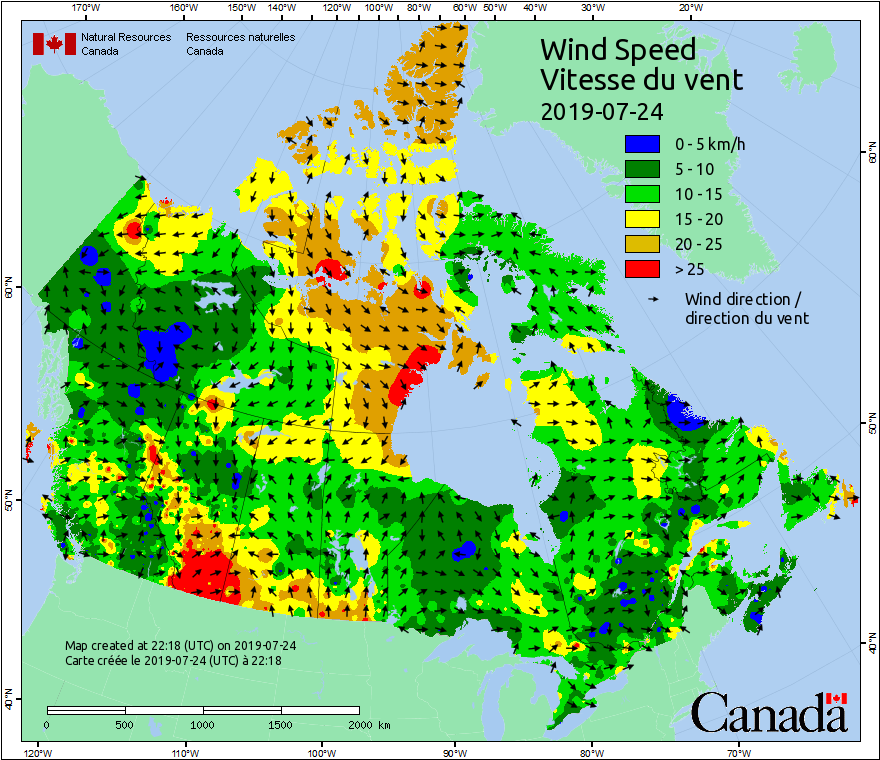 170°W 160°W 150°W 140°W 120°W 100°W 80°W 60°W 50°W 40°W 30°W 20°W
Natural Resources Ressources naturelles
Canada Canada
Wind Speed
Vitesse du vent
2019-07-24
0 - 5 km/h
5 - 10
10 - 15
15 - 20
20 - 25
> 25
Wind direction /
direction du vent
60°N
60°N
50°N
50°N
40°N
40°N
Map created at 22:18 (UTC) on 2019-07-24
Carte créée le 2019-07-24 (UTC) à 22:18
0 500 1000 1500 2000 km
Canada
120°W 110°W 100°W 90°W 80°W 70°W